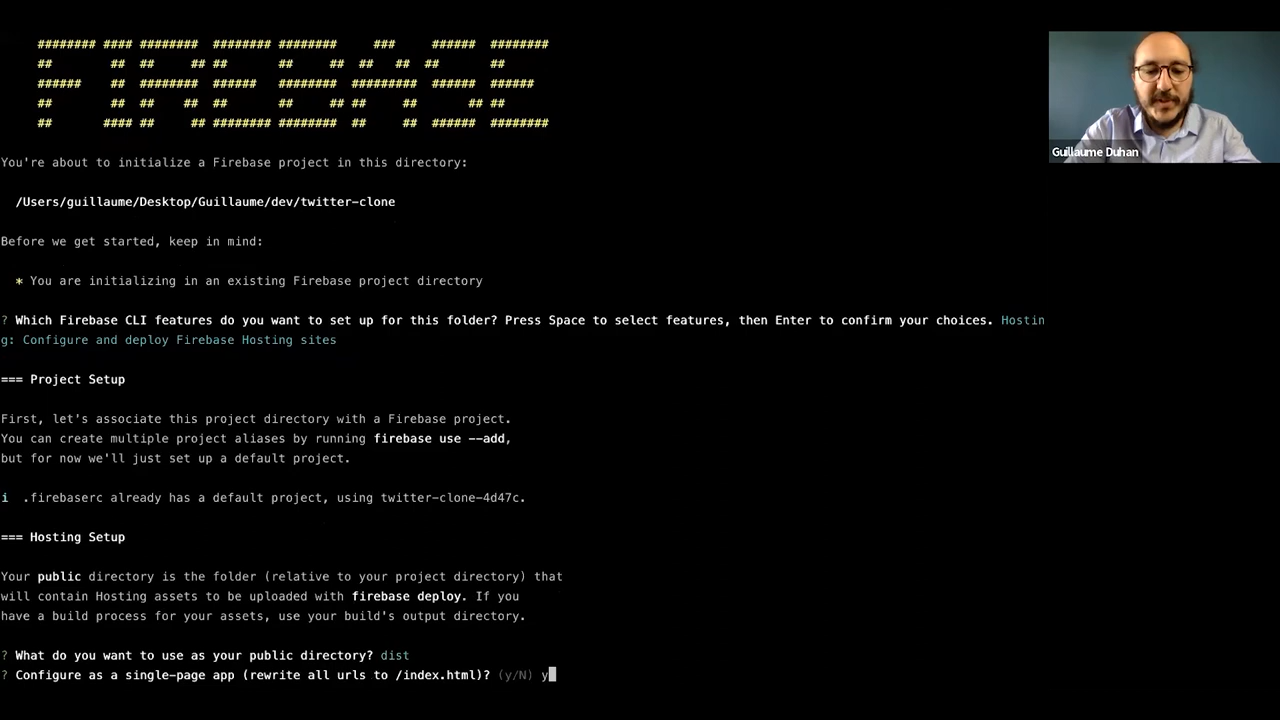 FIREBASE
Guillaume Duhan
You're about to initialize a Firebase project in this directory:
/Users/guillaume/Desktop/Guillaume/dev/twitter-clone
Before we get started, keep in mind:
* You are initializing in an existing Firebase project directory
? Which Firebase CLI features do you want to set up for this folder? Press Space to select features, then Enter to confirm your choices. Hostin
g: Configure and deploy Firebase Hosting sites
=== Project Setup
First, let's associate this project directory with a Firebase project.
You can create multiple project aliases by running firebase use --add,
but for now we'll just set up a default project.
i .firebaserc already has a default project, using twitter-clone-4d47c.
=== Hosting Setup
Your public directory is the folder (relative to your project directory) that
will contain Hosting assets to be uploaded with firebase deploy. If you
have a build process for your assets, use your build's output directory.
? What do you want to use as your public directory? dist
? Configure as a single-page app (rewrite all urls to /index.html)? (y/N) y